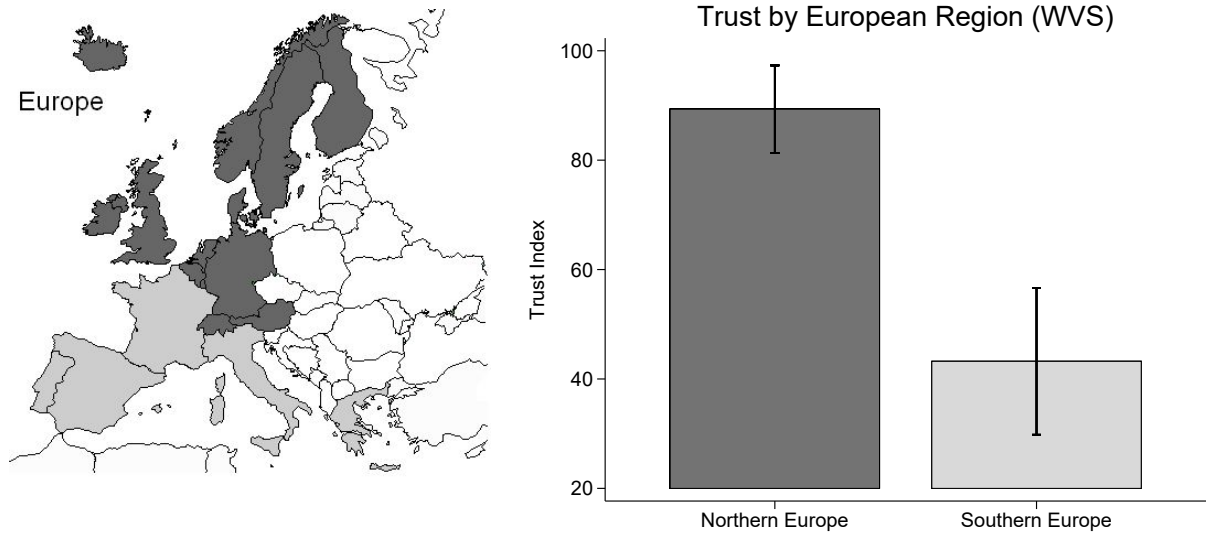 Europe
Trust by European Region (WVS)
Trust Index
100
80
60
40
20
Northern Europe
Southern Europe